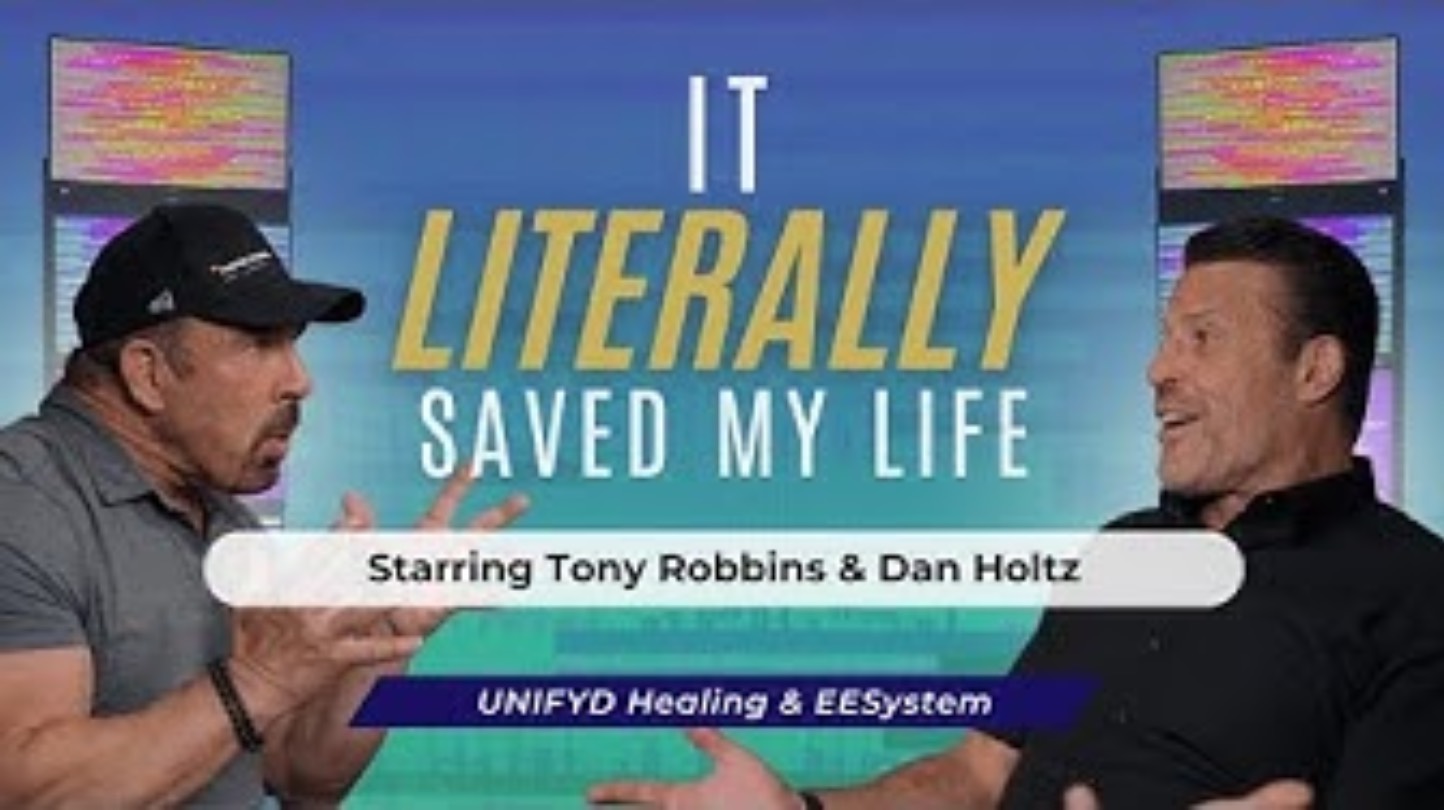 IT
LITERALLY
SAVED MY LIFE
Starring Tony Robbins & Dan Holtz
UNIFYD Healing & EESystem